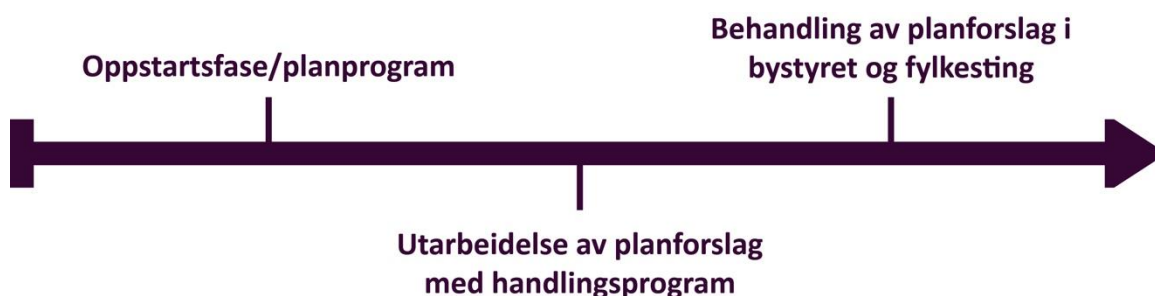 Oppstartsfase/planprogram
Utarbeidelse av planforslag
med handlingsprogram
Behandling av planforslag i
bystyret og fylkesting